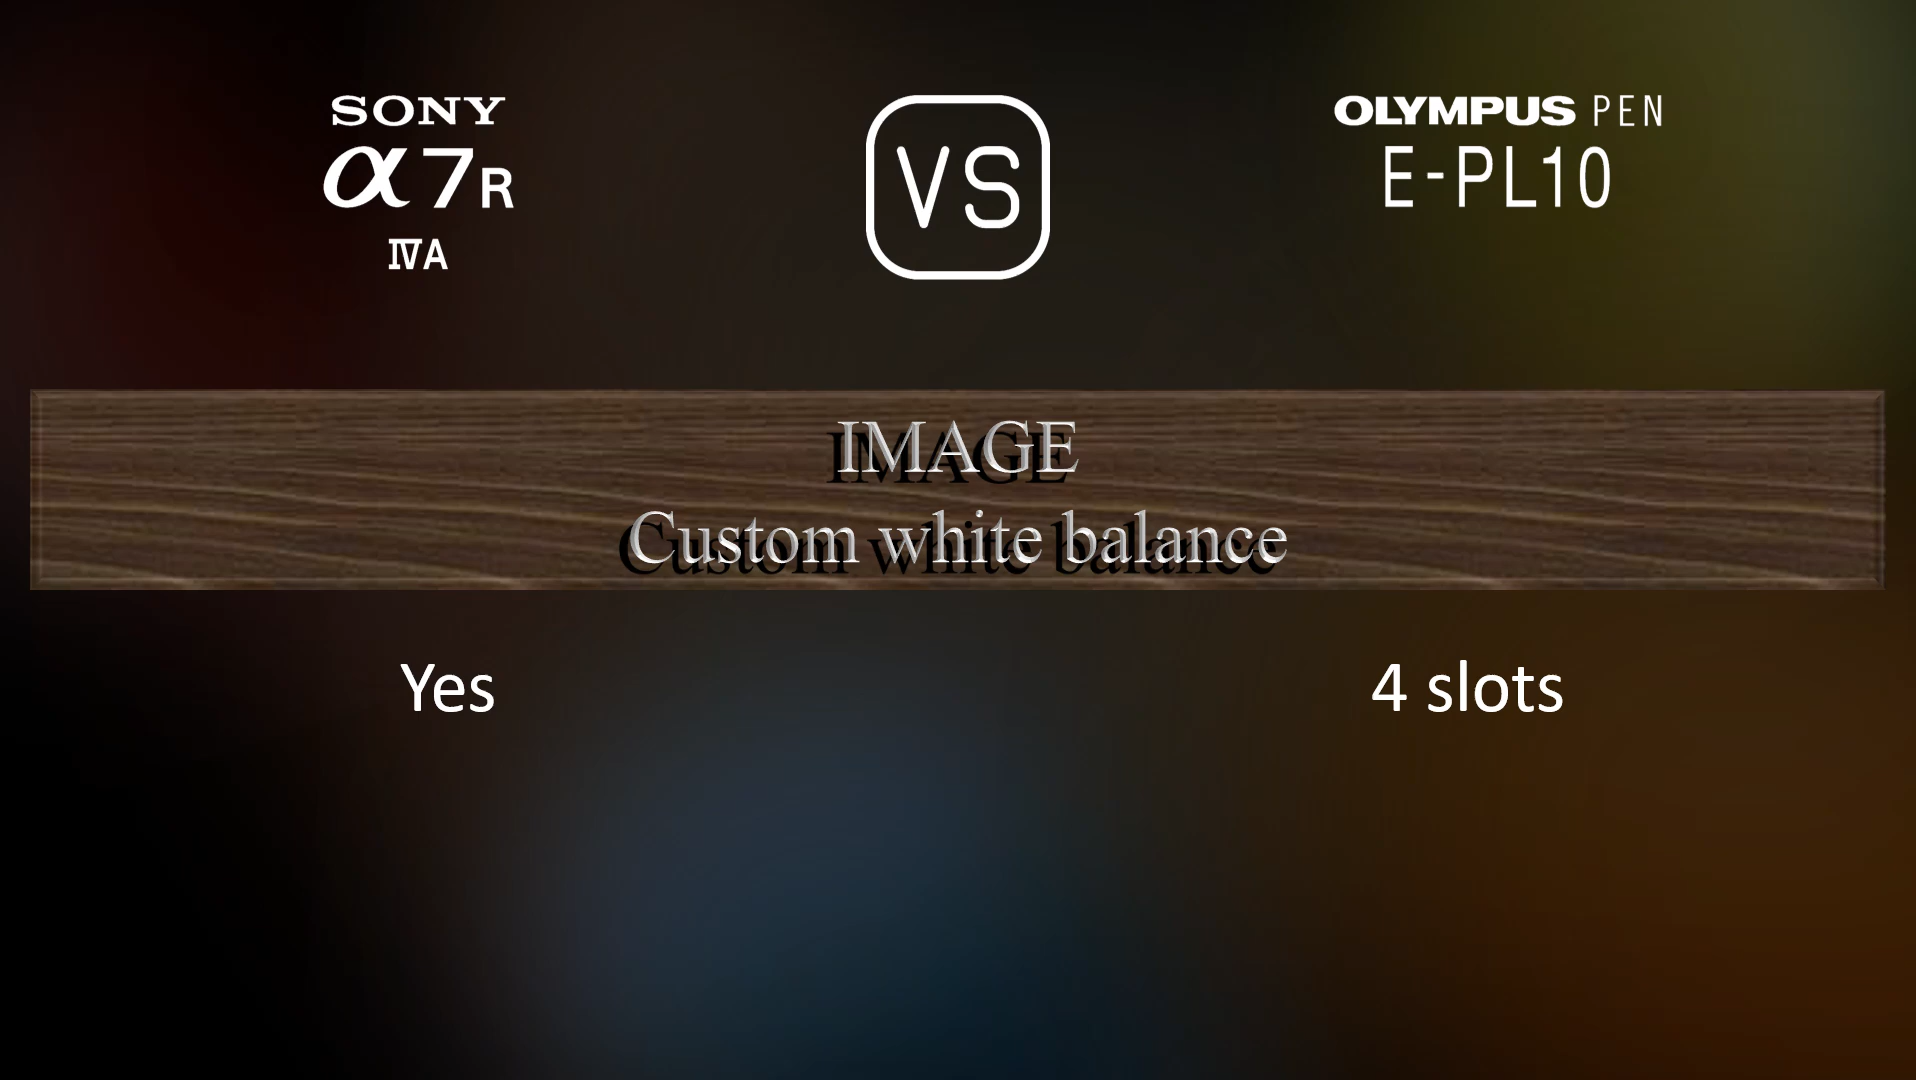 SONY
α7R
IVA
VS
OLYMPUS PEN
E-PL10
IMAGE
Custom white balance
Yes
4 slots